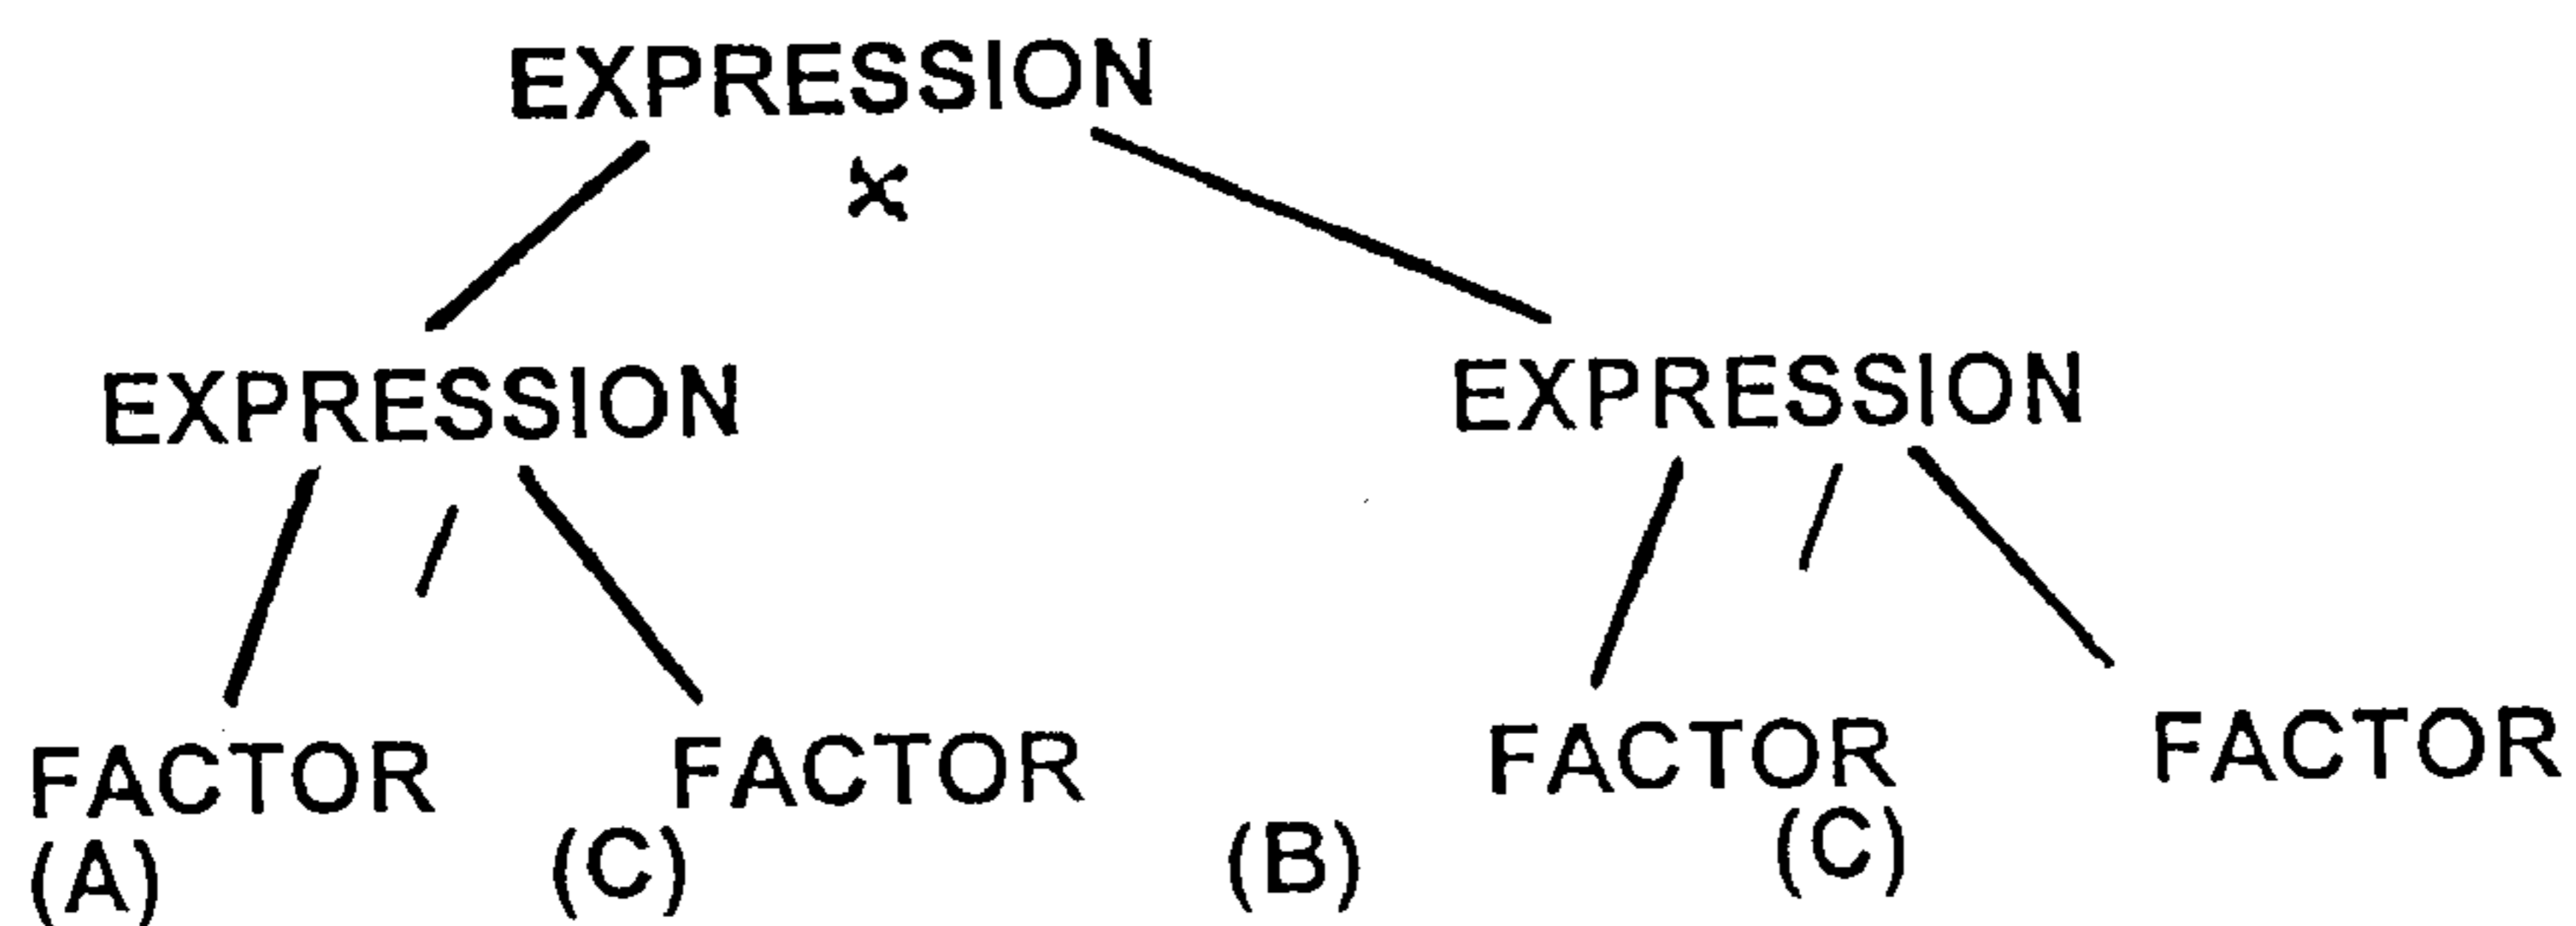 EXPRESSION
×
EXPRESSION EXPRESSION
/ /
FACTOR FACTOR FACTOR FACTOR
(A) (C) (B) (C)